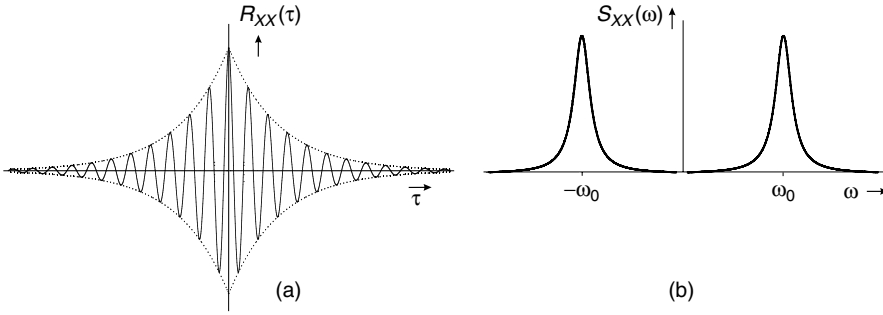 R_XX(τ)
↑
τ →
(a)
S_XX(ω) ↑
−ω₀
ω₀
ω →
(b)